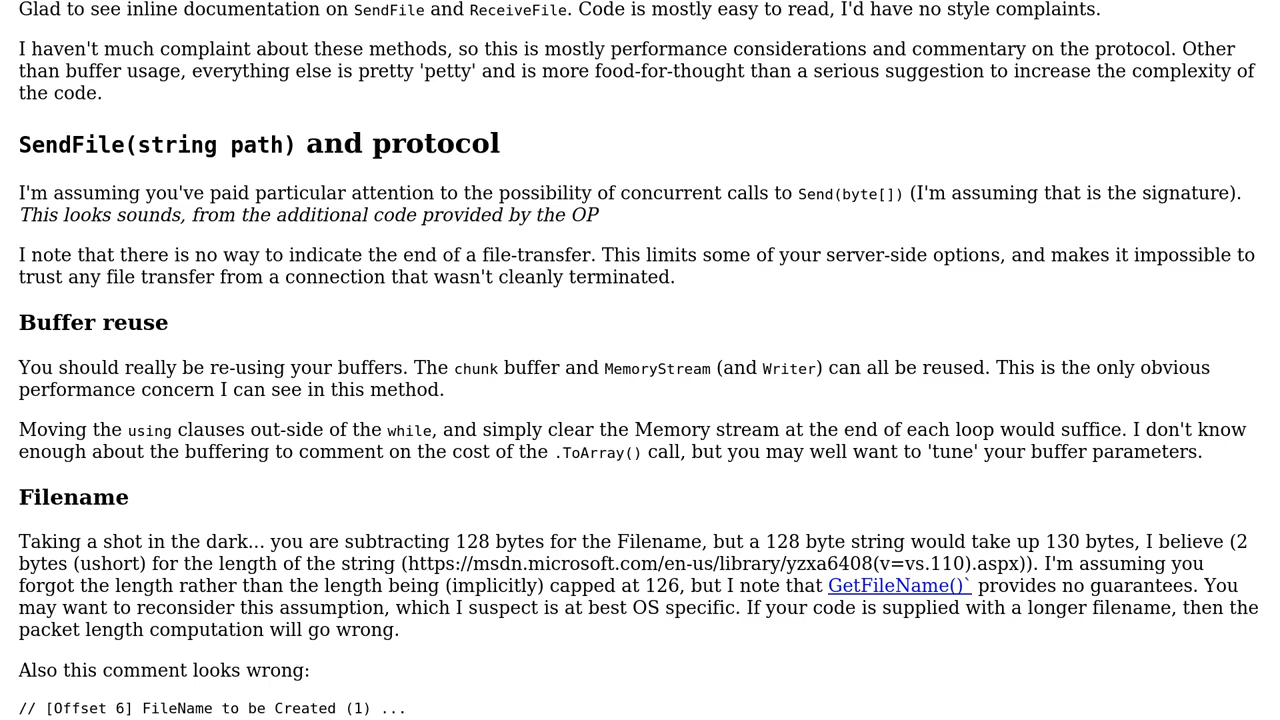 Glad to see inline documentation on SendFile and ReceiveFile. Code is mostly easy to read, I'd have no style complaints.
I haven't much complaint about these methods, so this is mostly performance considerations and commentary on the protocol. Other
than buffer usage, everything else is pretty 'petty' and is more food-for-thought than a serious suggestion to increase the complexity of
the code.
SendFile(string path) and protocol
I'm assuming you've paid particular attention to the possibility of concurrent calls to Send(byte[]) (I'm assuming that is the signature).
This looks sounds, from the additional code provided by the OP
I note that there is no way to indicate the end of a file-transfer. This limits some of your server-side options, and makes it impossible to
trust any file transfer from a connection that wasn't cleanly terminated.
Buffer reuse
You should really be re-using your buffers. The chunk buffer and MemoryStream (and Writer) can all be reused. This is the only obvious
performance concern I can see in this method.
Moving the using clauses out-side of the while, and simply clear the Memory stream at the end of each loop would suffice. I don't know
enough about the buffering to comment on the cost of the .ToArray() call, but you may well want to 'tune' your buffer parameters.
Filename
Taking a shot in the dark... you are subtracting 128 bytes for the Filename, but a 128 byte string would take up 130 bytes, I believe (2
bytes (ushort) for the length of the string (https://msdn.microsoft.com/en-us/library/yzxa6408(v=vs.110).aspx)). I'm assuming you
forgot the length rather than the length being (implicitly) capped at 126, but I note that GetFileName()` provides no guarantees. You
may want to reconsider this assumption, which I suspect is at best OS specific. If your code is supplied with a longer filename, then the
packet length computation will go wrong.
Also this comment looks wrong:
// [Offset 6] FileName to be Created (1) ...